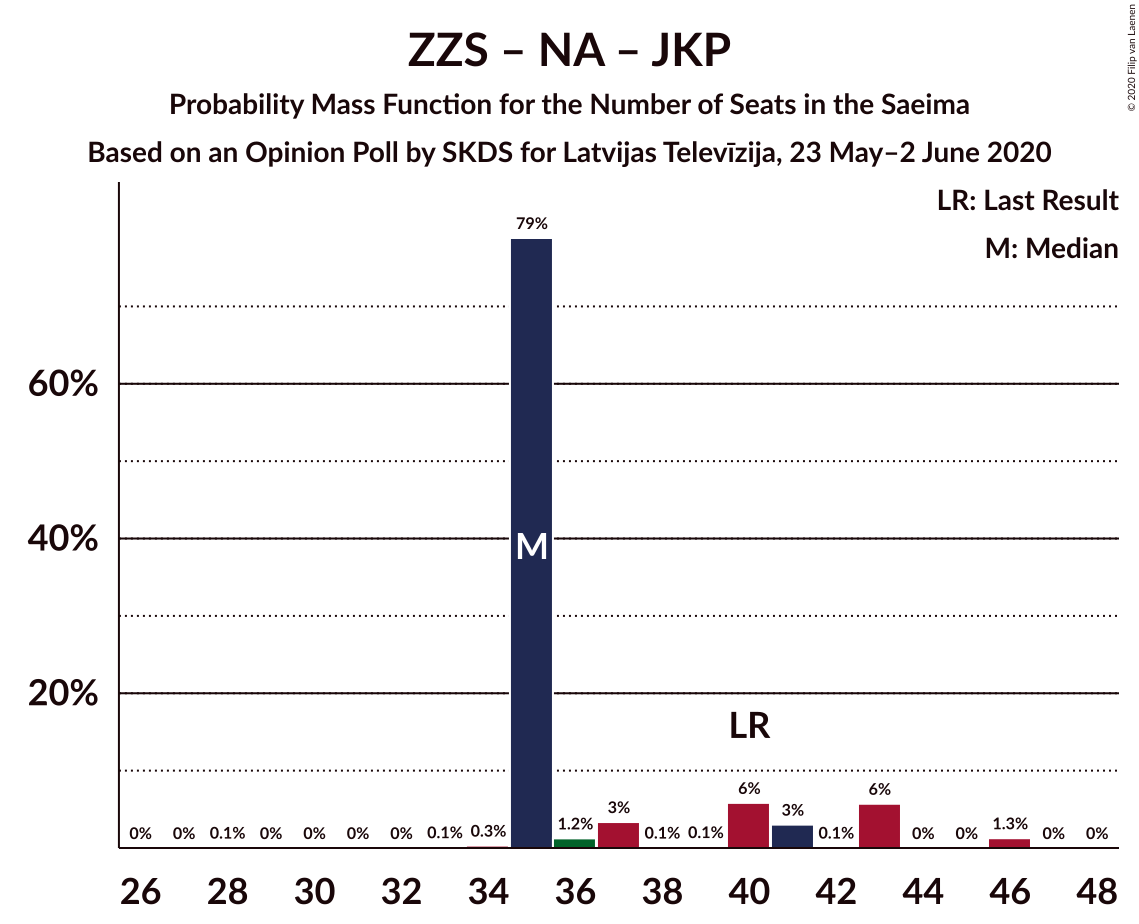 ZZS – NA – JKP
Probability Mass Function for the Number of Seats in the Saeima
Based on an Opinion Poll by SKDS for Latvijas Televīzija, 23 May–2 June 2020
© 2020 Filip van Laenen
LR: Last Result
M: Median
60%
40%
20%
0% 0% 0.1% 0% 0% 0% 0% 0.1% 0.3% 79% 1.2% 3% 0.1% 0.1% 6% 3% 0.1% 6% 0% 0% 1.3% 0% 0%
M
LR
26 28 30 32 34 36 38 40 42 44 46 48